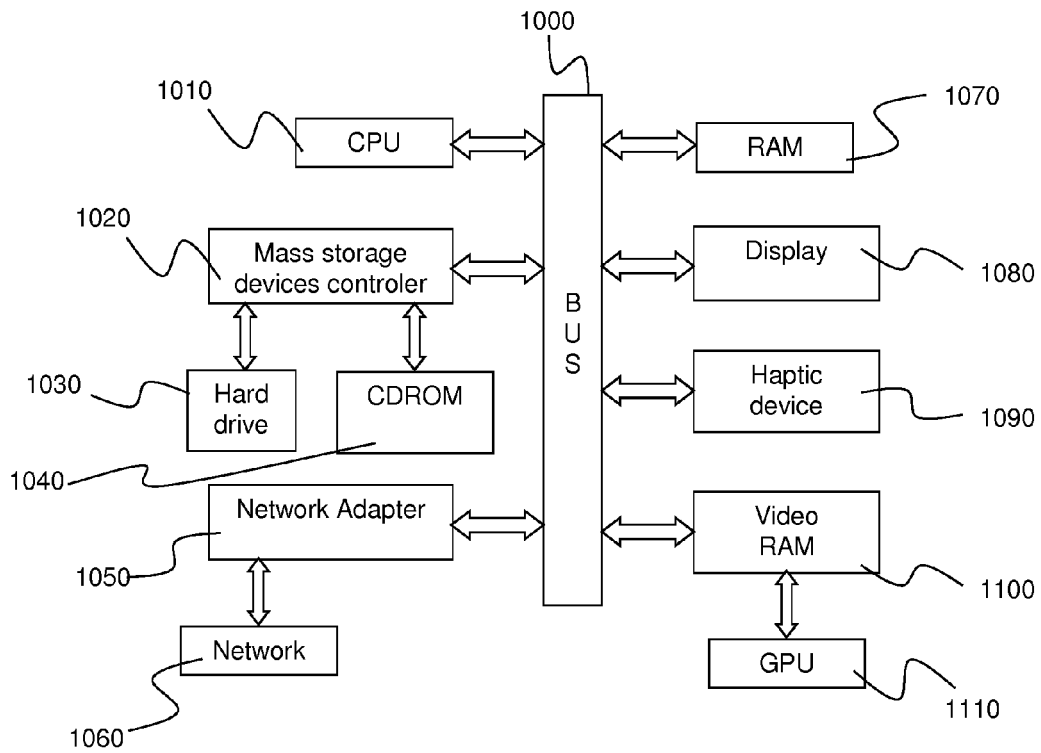 1000
1010
CPU
1070
RAM
1020
Mass storage
devices controler
Display
1080
B
U
S
1030
Hard
drive
CDROM
Haptic
device
1090
1040
Network Adapter
1050
Video
RAM
1100
Network
1060
GPU
1110